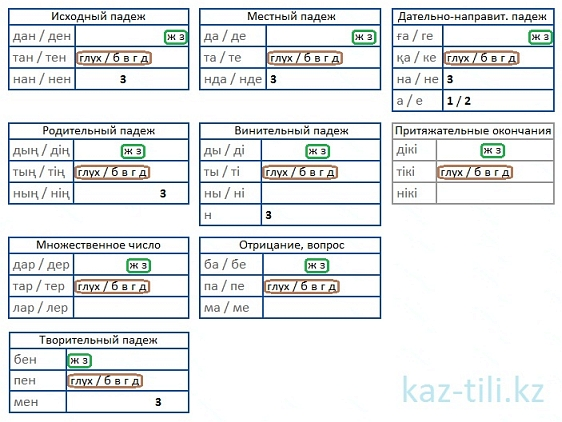 Исходный падеж
дан / ден ж з
тан / тен глух / б в г д
нан / нен 3
Местный падеж
да / де ж з
та / те глух / б в г д
нда / нде 3
Дательно-направит. падеж
ға / ге ж з
қа / ке глух / б в г д
на / не 3
а / е 1 / 2
Родительный падеж
дың / дің ж з
тың / тің глух / б в г д
ның / нің 3
Винительный падеж
ды / ді ж з
ты / ті глух / б в г д
ны / ні
н 3
Притяжательные окончания
дікі ж з
тікі глух / б в г д
нікі
Множественное число
дар / дер ж з
тар / тер глух / б в г д
лар / лер
Отрицание, вопрос
ба / бе ж з
па / пе глух / б в г д
ма / ме
Творительный падеж
бен ж з
пен глух / б в г д
мен 3
kaz-tili.kz